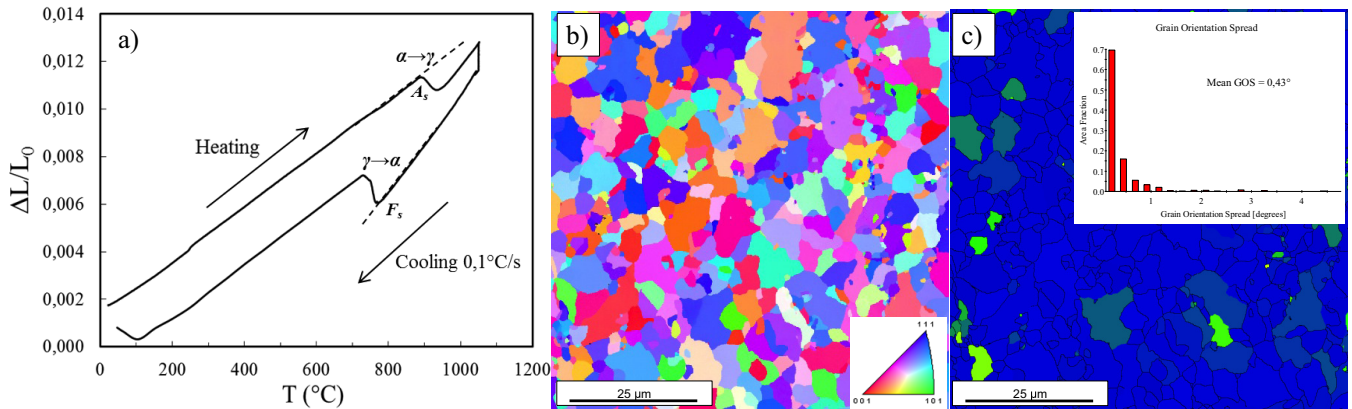 a)
0,014
0,012
0,010
0,008
0,006
0,004
0,002
0,000
ΔL/L0
α→γ
As
Heating
γ→α
Fs
Cooling 0,1°C/s
0 200 400 600 800 1000 1200
T (°C)
b)
25 µm
111
001 101
c)
Grain Orientation Spread
0.7
0.6
0.5
0.4
0.3
0.2
0.1
0.0
Area Fraction
Mean GOS = 0,43°
1 2 3 4
Grain Orientation Spread [degrees]
25 µm